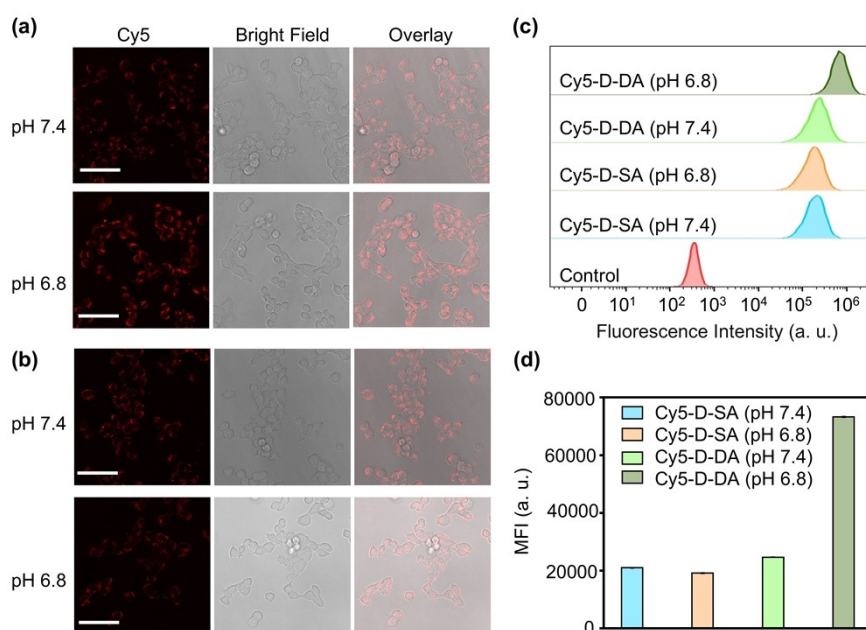 (a)
Cy5 Bright Field Overlay
pH 7.4
pH 6.8
(b)
pH 7.4
pH 6.8
(c)
Cy5-D-DA (pH 6.8)
Cy5-D-DA (pH 7.4)
Cy5-D-SA (pH 6.8)
Cy5-D-SA (pH 7.4)
Control
0 10¹ 10² 10³ 10⁴ 10⁵ 10⁶
Fluorescence Intensity (a. u.)
(d)
80000
60000
40000
20000
0
MFI (a. u.)
Cy5-D-SA (pH 7.4)
Cy5-D-SA (pH 6.8)
Cy5-D-DA (pH 7.4)
Cy5-D-DA (pH 6.8)